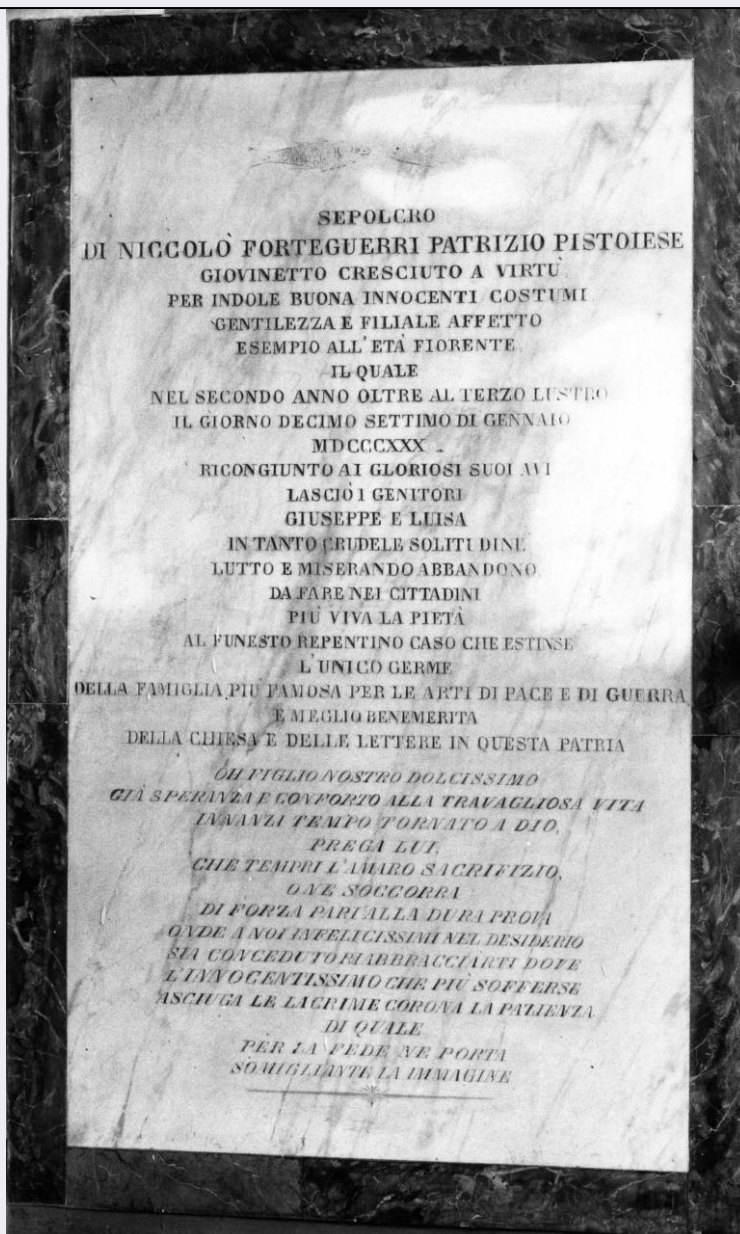 SEPOLCRO
DI NICCOLÒ FORTEGUERRI PATRIZIO PISTOIESE
GIOVINETTO CRESCIUTO A VIRTÙ
PER INDOLE BUONA INNOCENTI COSTUMI
GENTILEZZA E FILIALE AFFETTO
ESEMPIO ALL'ETÀ FIORENTE
IL QUALE
NEL SECONDO ANNO OLTRE AL TERZO LUSTRO
IL GIORNO DECIMO SETTIMO DI GENNAIO
MDCCCXXX
RICONGIUNTO AI GLORIOSI SUOI AVI
LASCIÒ I GENITORI
GIUSEPPE E LUISA
IN TANTO CRUDELE SOLITUDINE
LUTTO E MISERANDO ABBANDONO
DA FARE NEI CITTADINI
PIÙ VIVA LA PIETÀ
AL FUNESTO REPENTINO CASO CHE ESTINSE
L'UNICO GERME
DELLA FAMIGLIA PIÙ FAMOSA PER LE ARTI DI PACE E DI GUERRA
E MEGLIO BENEMERITA
DELLA CHIESA E DELLE LETTERE IN QUESTA PATRIA
OH FIGLIO NOSTRO DOLCISSIMO
GIÀ SPERANZA E CONFORTO ALLA TRAVAGLIOSA VITA
INNANZI TEMPO TORNATO A DIO,
PREGA LUI,
CHE TEMPRI L'AMARO SACRIFIZIO,
O NE SOCCORRA
DI FORZA PARI ALLA DURA PROVA
ONDE A NOI INFELICISSIMI NEL DESIDERIO
SIA CONCEDUTO RIABBRACCIARTI DOVE
L'INNOCENTISSIMO CHE PIÙ SOFFERSE
ASCIUGA LE LACRIME CORONA LA PAZIENZA
DI QUALE
PER LA FEDE NE PORTA
SOMIGLIANTE LA IMMAGINE